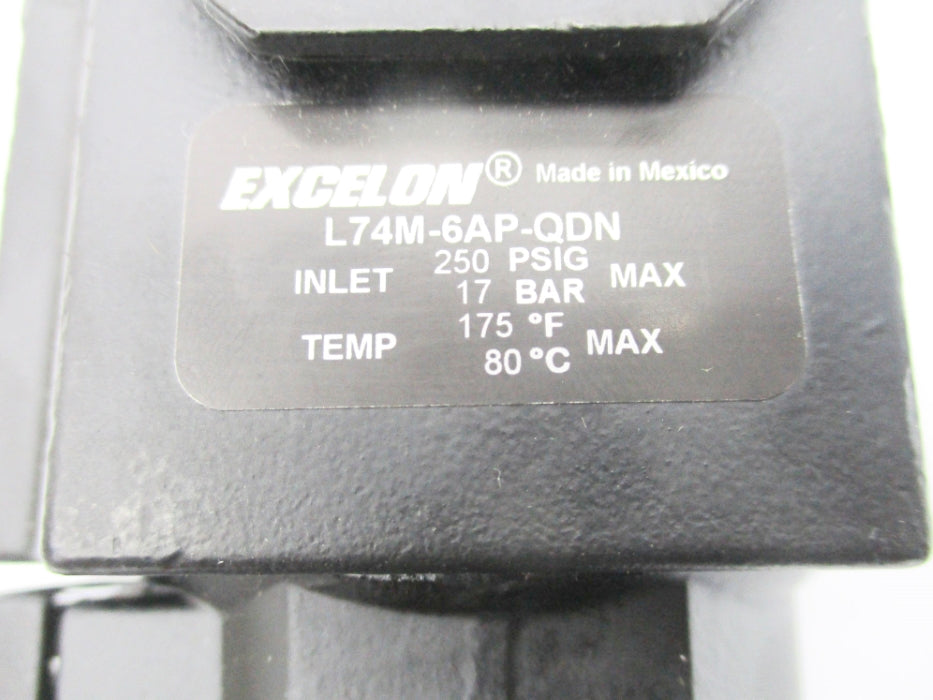 EXCELON® Made in Mexico
L74M-6AP-QDN
INLET 250 PSIG MAX
17 BAR
TEMP 175 °F MAX
80 °C